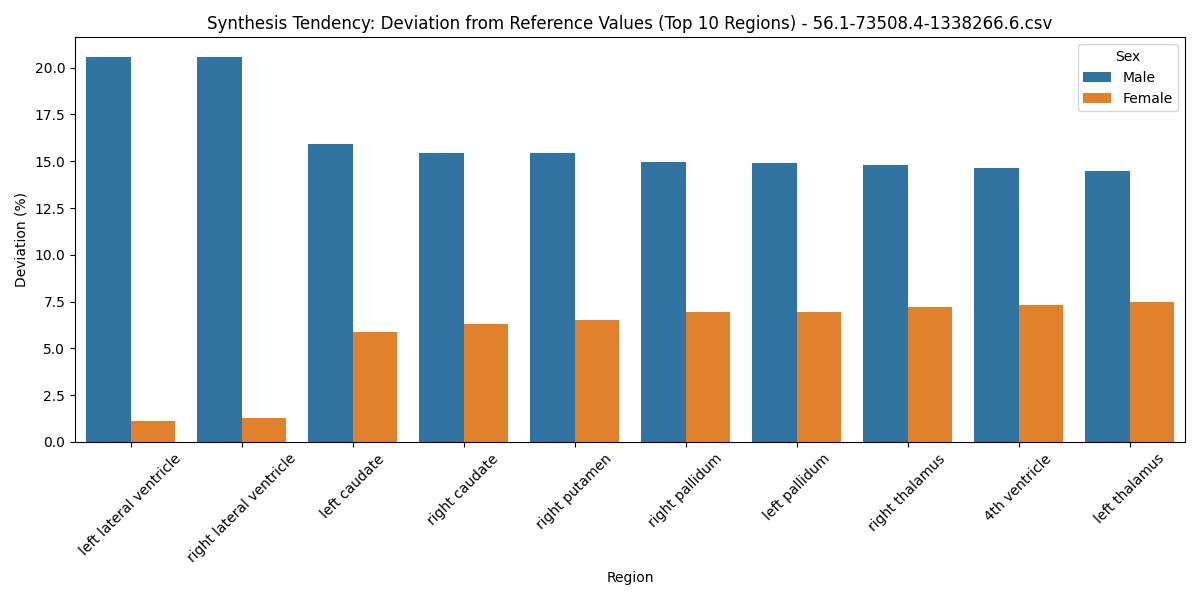 Synthesis Tendency: Deviation from Reference Values (Top 10 Regions) - 56.1-73508.4-1338266.6.csv
Sex
Male
Female
Deviation (%)
20.0
17.5
15.0
12.5
10.0
7.5
5.0
2.5
0.0
left lateral ventricle
right lateral ventricle
left caudate
right caudate
right putamen
right pallidum
left pallidum
right thalamus
4th ventricle
left thalamus
Region